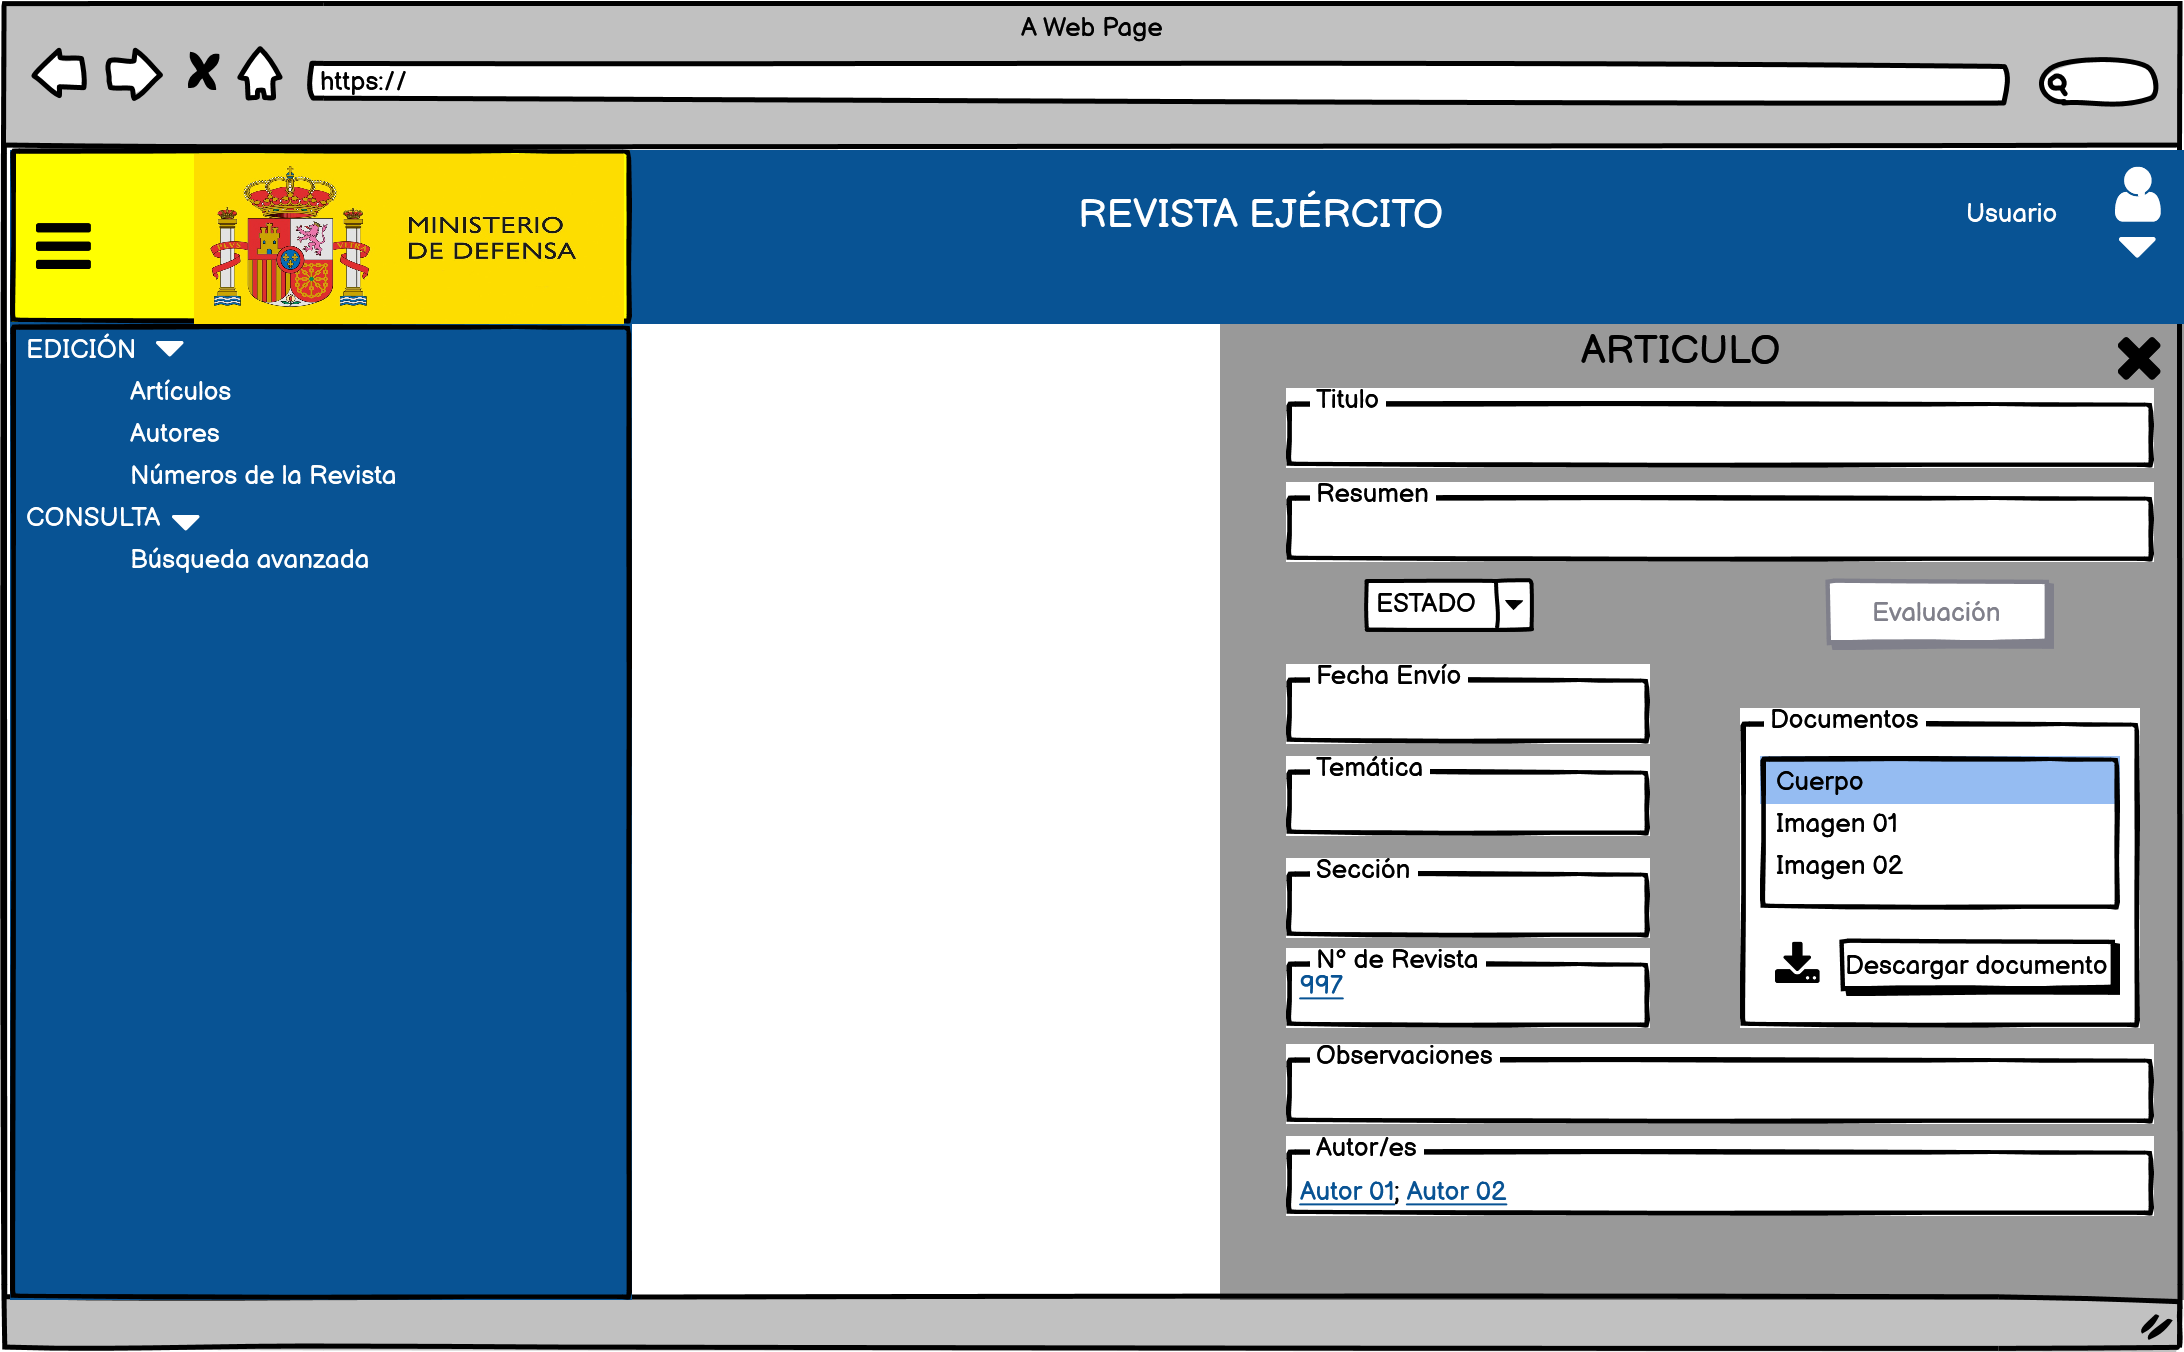 A Web Page
https://
MINISTERIO
DE DEFENSA
REVISTA EJÉRCITO
Usuario
EDICIÓN
Artículos
Autores
Números de la Revista
CONSULTA
Búsqueda avanzada
ARTICULO
Titulo
Resumen
ESTADO
Evaluación
Fecha Envío
Temática
Sección
Nº de Revista
997
Documentos
Cuerpo
Imagen 01
Imagen 02
Descargar documento
Observaciones
Autor/es
Autor 01; Autor 02